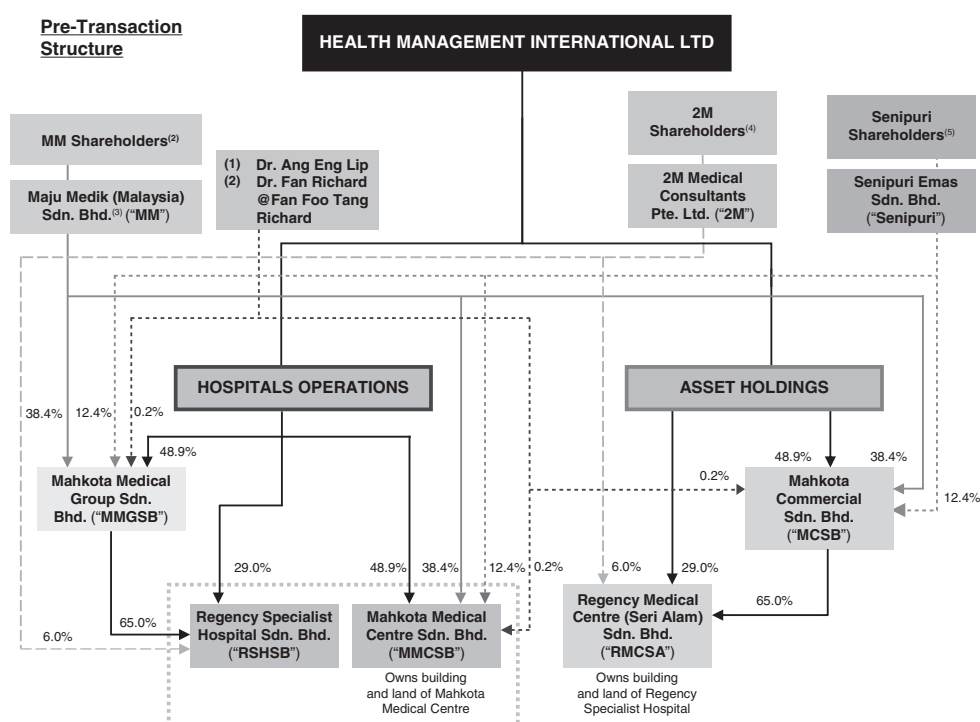 Pre-Transaction
Structure
HEALTH MANAGEMENT INTERNATIONAL LTD
MM Shareholders(2)
Maju Medik (Malaysia)
Sdn. Bhd.(3) (“MM”)
(1) Dr. Ang Eng Lip
(2) Dr. Fan Richard
@Fan Foo Tang
Richard
2M
Shareholders(4)
2M Medical
Consultants
Pte. Ltd. (“2M”)
Senipuri
Shareholders(5)
Senipuri Emas
Sdn. Bhd.
(“Senipuri”)
HOSPITALS OPERATIONS
ASSET HOLDINGS
38.4%
12.4%
0.2%
48.9%
Mahkota Medical
Group Sdn.
Bhd. (“MMGSB”)
48.9%
38.4%
0.2%
12.4%
Mahkota
Commercial
Sdn. Bhd.
(“MCSB”)
29.0%
48.9%
38.4%
12.4%
0.2%
6.0%
29.0%
65.0%
6.0%
65.0%
Regency Specialist
Hospital Sdn. Bhd.
(“RSHSB”)
Mahkota Medical
Centre Sdn. Bhd.
(“MMCSB”)
Owns building
and land of Mahkota
Medical Centre
Regency Medical
Centre (Seri Alam)
Sdn. Bhd.
(“RMCSA”)
Owns building
and land of Regency
Specialist Hospital